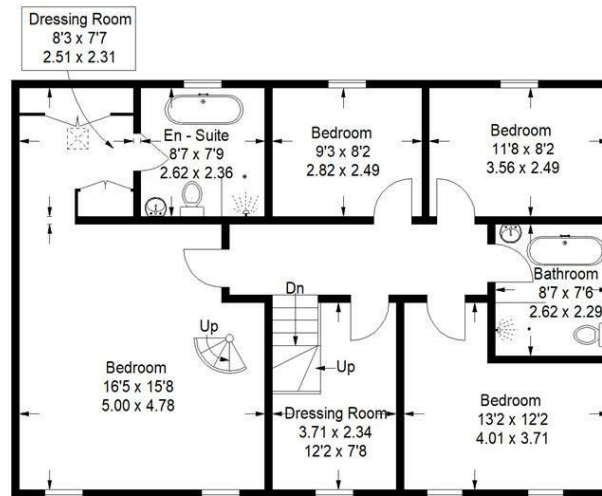 Dressing Room
8'3 x 7'7
2.51 x 2.31
En - Suite
8'7 x 7'9
2.62 x 2.36
Bedroom
9'3 x 8'2
2.82 x 2.49
Bedroom
11'8 x 8'2
3.56 x 2.49
Bathroom
8'7 x 7'6
2.62 x 2.29
Dn
Up
Up
Bedroom
16'5 x 15'8
5.00 x 4.78
Dressing Room
3.71 x 2.34
12'2 x 7'8
Bedroom
13'2 x 12'2
4.01 x 3.71